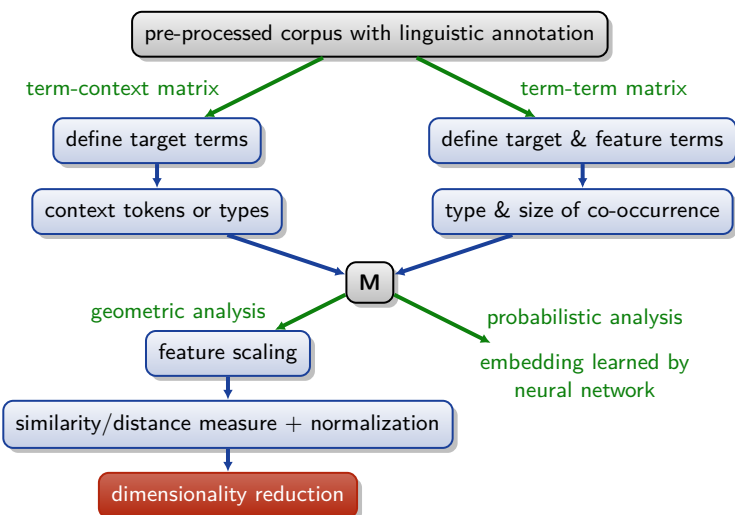 pre-processed corpus with linguistic annotation
term-context matrix
term-term matrix
define target terms
define target & feature terms
context tokens or types
type & size of co-occurrence
M
geometric analysis
probabilistic analysis
feature scaling
embedding learned by
neural network
similarity/distance measure + normalization
dimensionality reduction